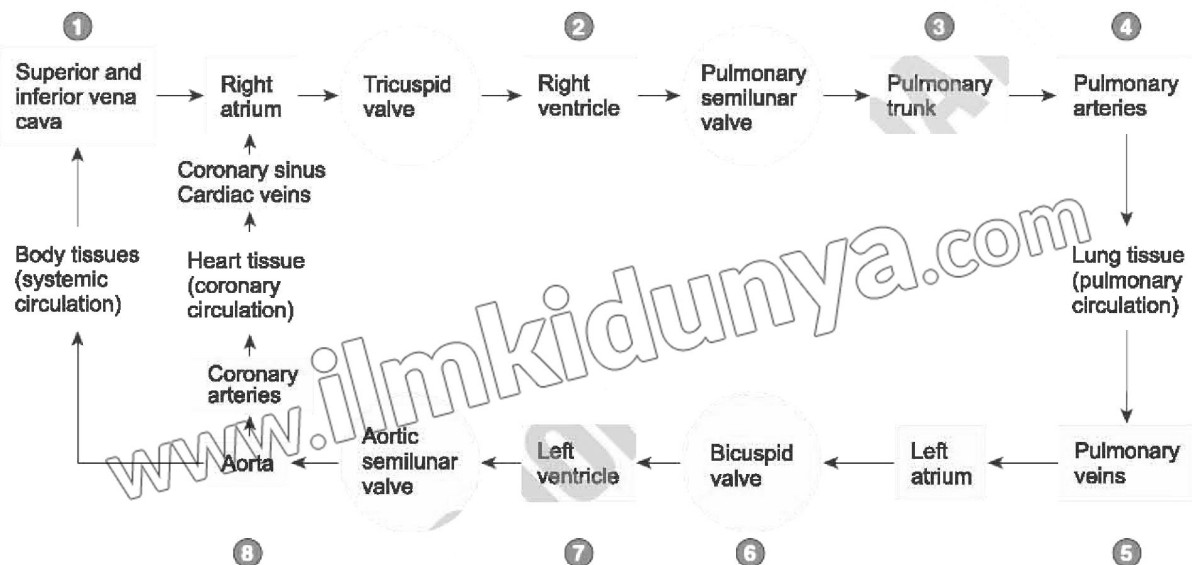 1
2
3
4
Superior and
inferior vena
cava
Right
atrium
Tricuspid
valve
Right
ventricle
Pulmonary
semilunar
valve
Pulmonary
trunk
Pulmonary
arteries
Coronary sinus
Cardiac veins
Body tissues
(systemic
circulation)
Heart tissue
(coronary
circulation)
Lung tissue
(pulmonary
circulation)
Coronary
arteries
www.ilmkidunya.com
Aorta
Aortic
semilunar
valve
Left
ventricle
Bicuspid
valve
Left
atrium
Pulmonary
veins
8
7
6
5